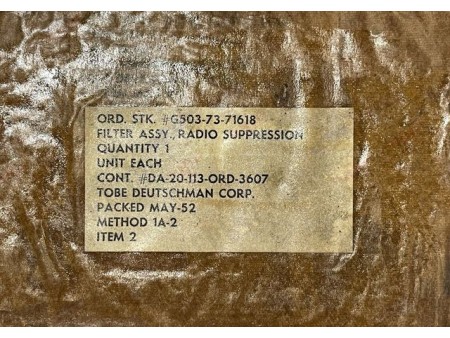 ORD. STK. #G503-73-71618
FILTER ASSY., RADIO SUPPRESSION
QUANTITY 1
UNIT EACH
CONT. #DA-20-113-ORD-3607
TOBE DEUTSCHMAN CORP.
PACKED MAY-52
METHOD 1A-2
ITEM 2